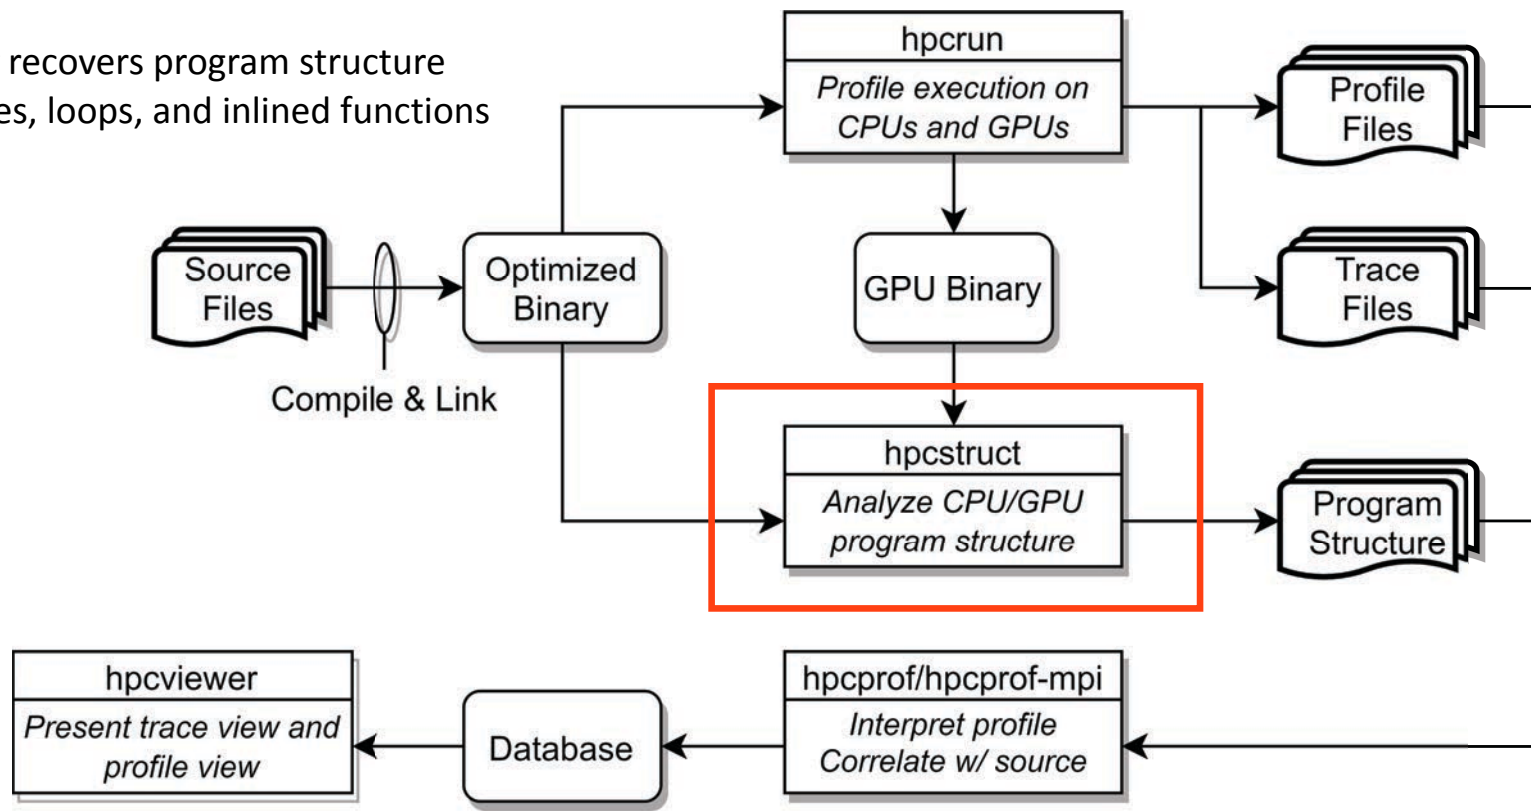 recovers program structure
es, loops, and inlined functions
hpcrun
Profile execution on
CPUs and GPUs
Profile
Files
Source
Files
Optimized
Binary
GPU Binary
Trace
Files
Compile & Link
hpcstruct
Analyze CPU/GPU
program structure
Program
Structure
hpcviewer
Present trace view and
profile view
Database
hpcprof/hpcprof-mpi
Interpret profile
Correlate w/ source